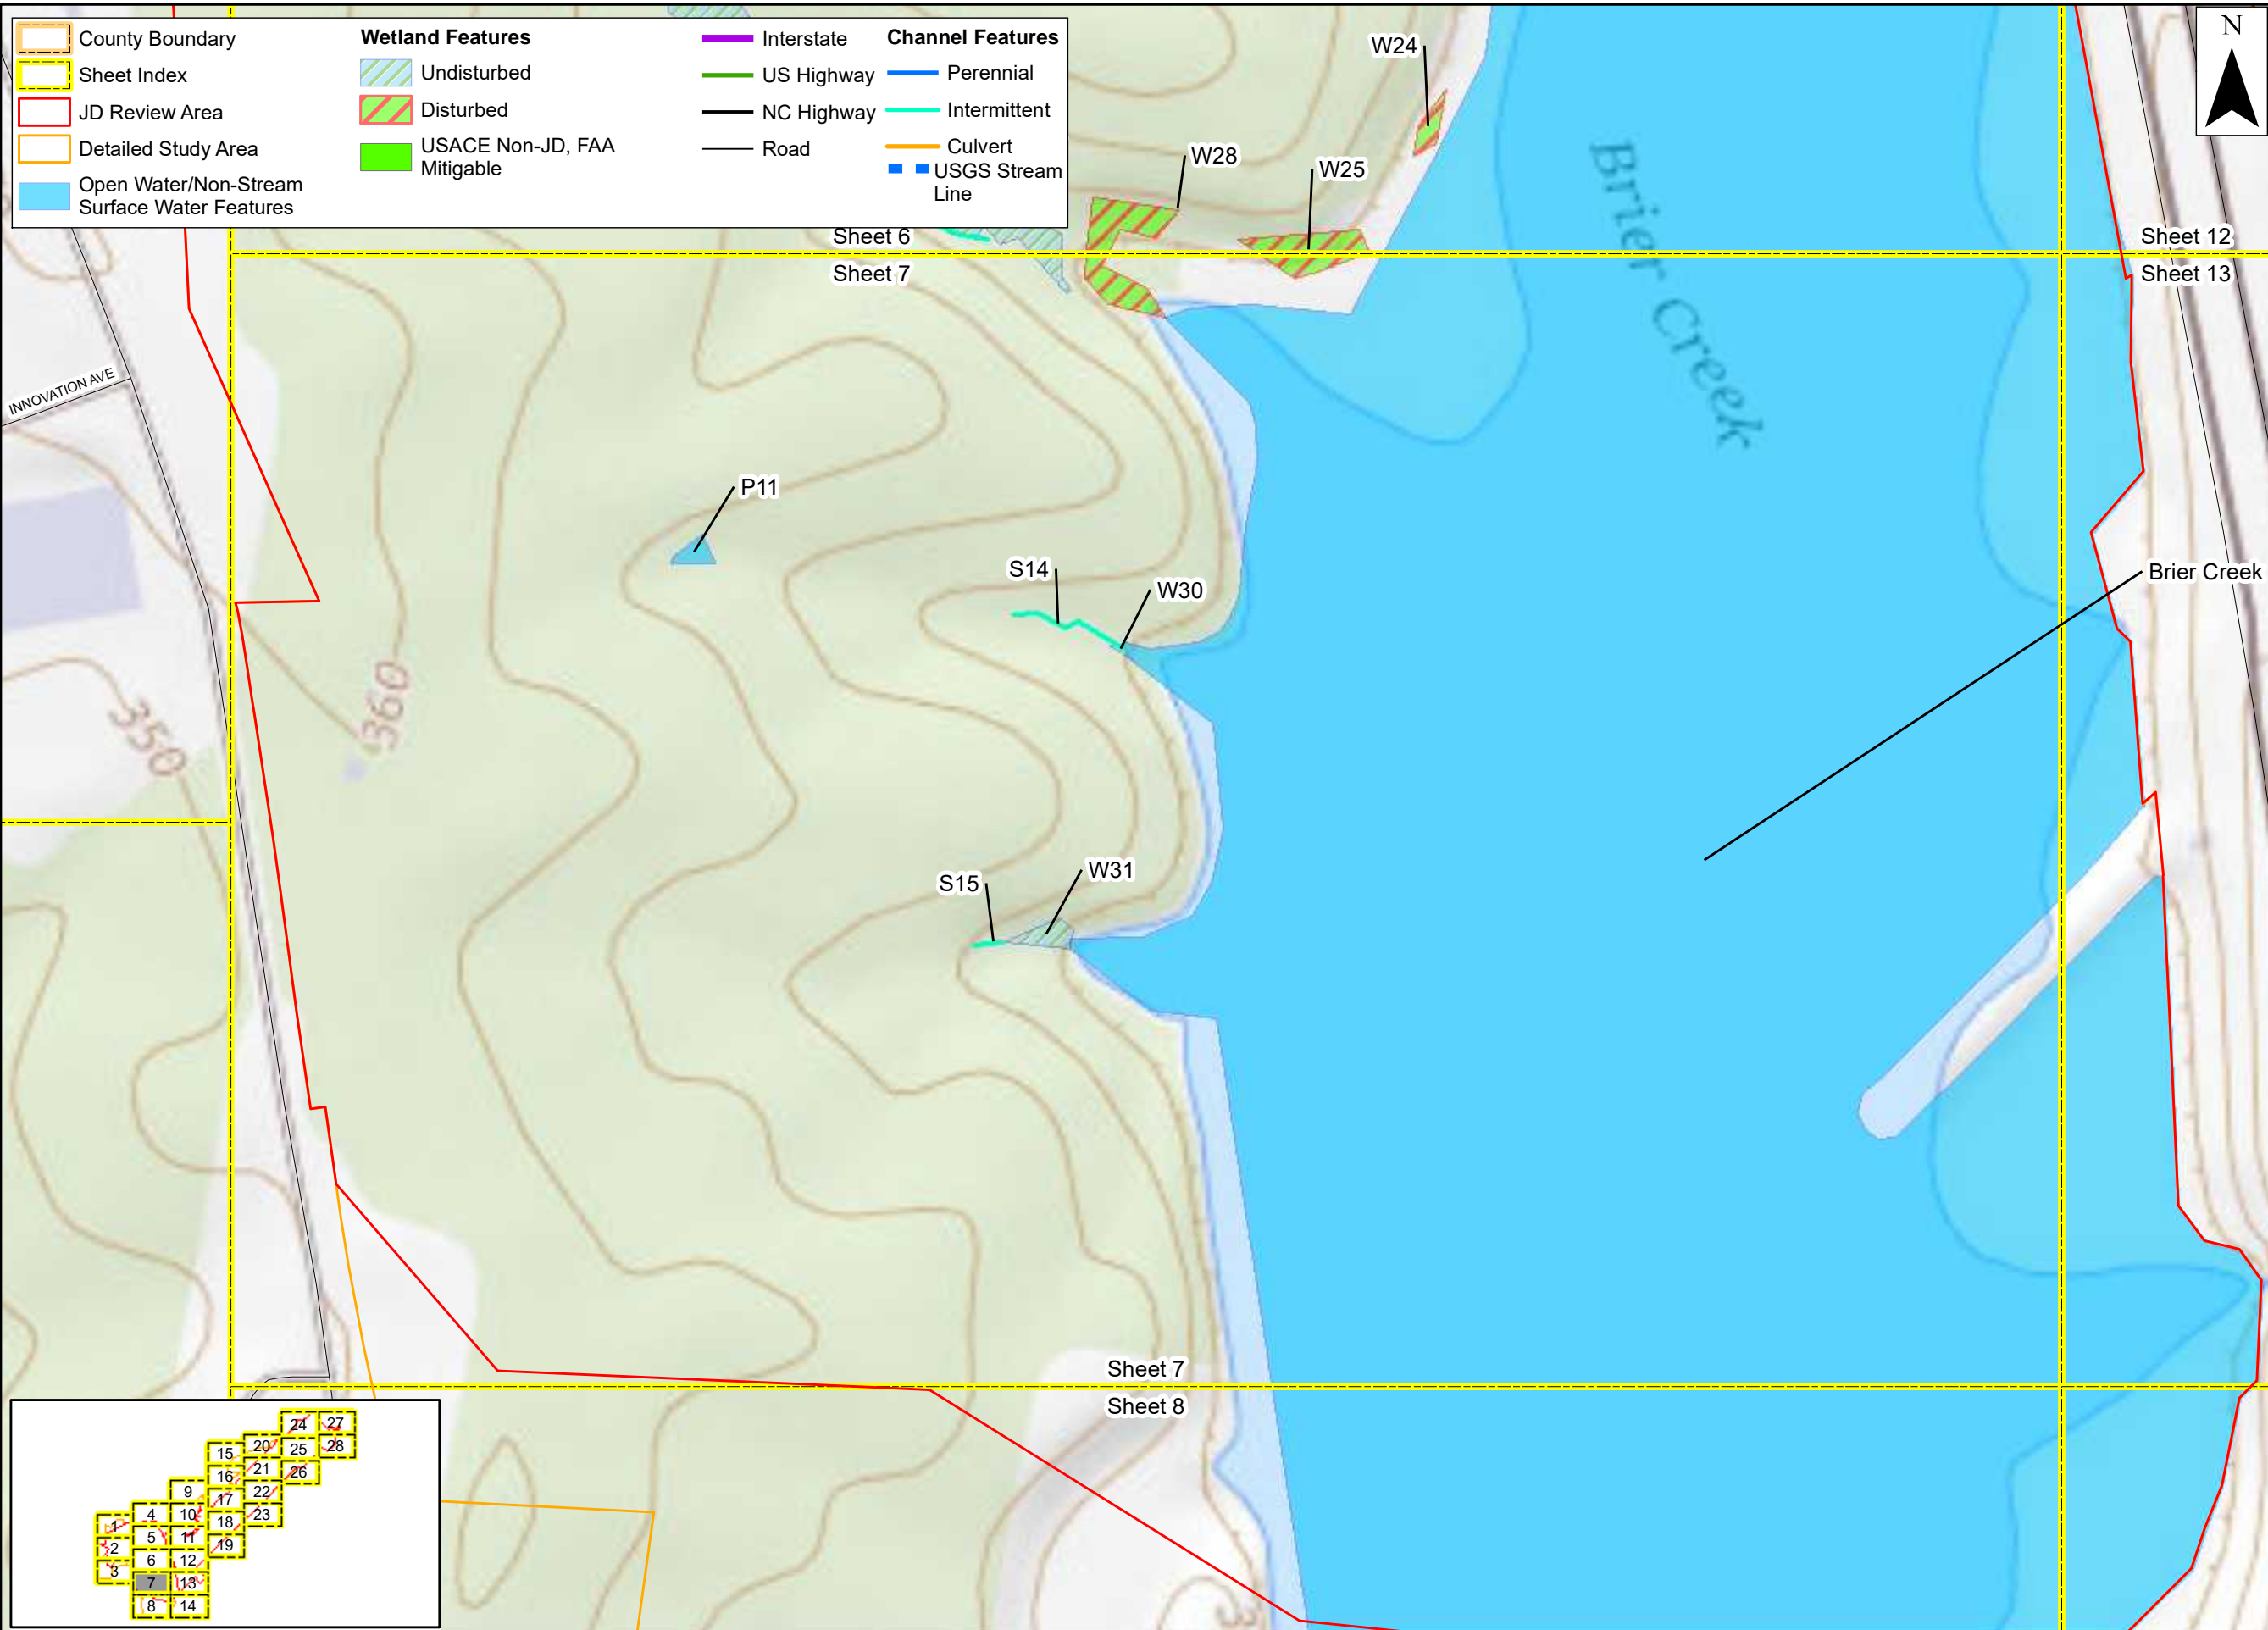 County Boundary
Sheet Index
JD Review Area
Detailed Study Area
Open Water/Non-Stream
Surface Water Features
Wetland Features
Undisturbed
Disturbed
USACE Non-JD, FAA
Mitigable
Interstate
US Highway
NC Highway
Road
Channel Features
Perennial
Intermittent
Culvert
USGS Stream
Line
N
W24
W28
W25
Sheet 6
Sheet 7
Sheet 12
Sheet 13
Brier Creek
INNOVATION AVE
P11
S14
W30
Brier Creek
360
350
S15
W31
Sheet 7
Sheet 8
24 27
15 20 25 28
16 21 26
9 17 22
1 4 10 18 23
2 5 11 19
3 6 12
7 13
8 14